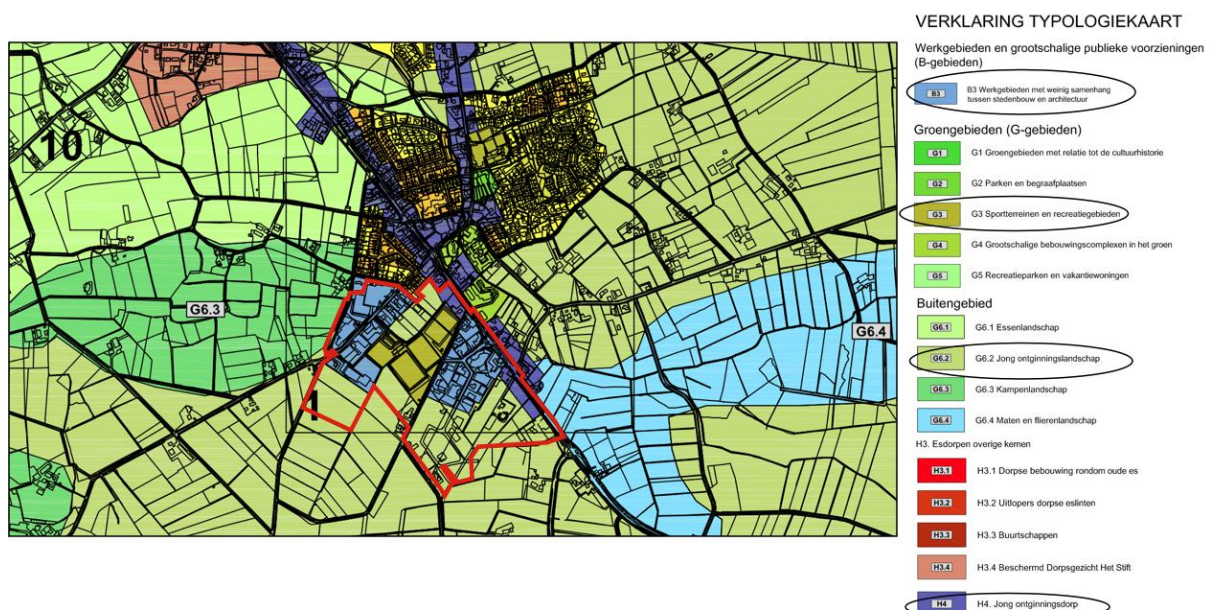 VERKLARING TYPOLOGIEKAART
Werkgebieden en grootschalige publieke voorzieningen
(B-gebieden)
B3 B3 Werkgebieden met weinig samenhang
tussen stedenbouw en architectuur
Groengebieden (G-gebieden)
G1 G1 Groengebieden met relatie tot de cultuurhistorie
G2 G2 Parken en begraafplaatsen
G3 G3 Sportterreinen en recreatiegebieden
G4 G4 Grootschalige bebouwingscomplexen in het groen
G5 G5 Recreatieparken en vakantiewoningen
Buitengebied
G6.1 G6.1 Essenlandschap
G6.2 G6.2 Jong ontginningslandschap
G6.3 G6.3 Kampenlandschap
G6.4 G6.4 Maten en flierenlandschap
H3. Esdorpen overige kernen
H3.1 H3.1 Dorpse bebouwing rondom oude es
H3.2 H3.2 Uitlopers dorpse eslinten
H3.3 H3.3 Buurtschappen
H3.4 H3.4 Beschermd Dorpsgezicht Het Stift
H4 H4. Jong ontginningsdorp
10
G6.3
G6.4